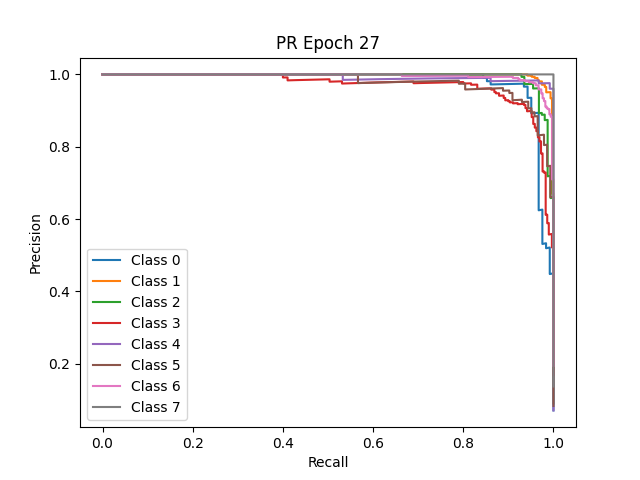 PR Epoch 27
1.0
0.8
0.6
0.4
0.2
Precision
Class 0
Class 1
Class 2
Class 3
Class 4
Class 5
Class 6
Class 7
0.0 0.2 0.4 0.6 0.8 1.0
Recall